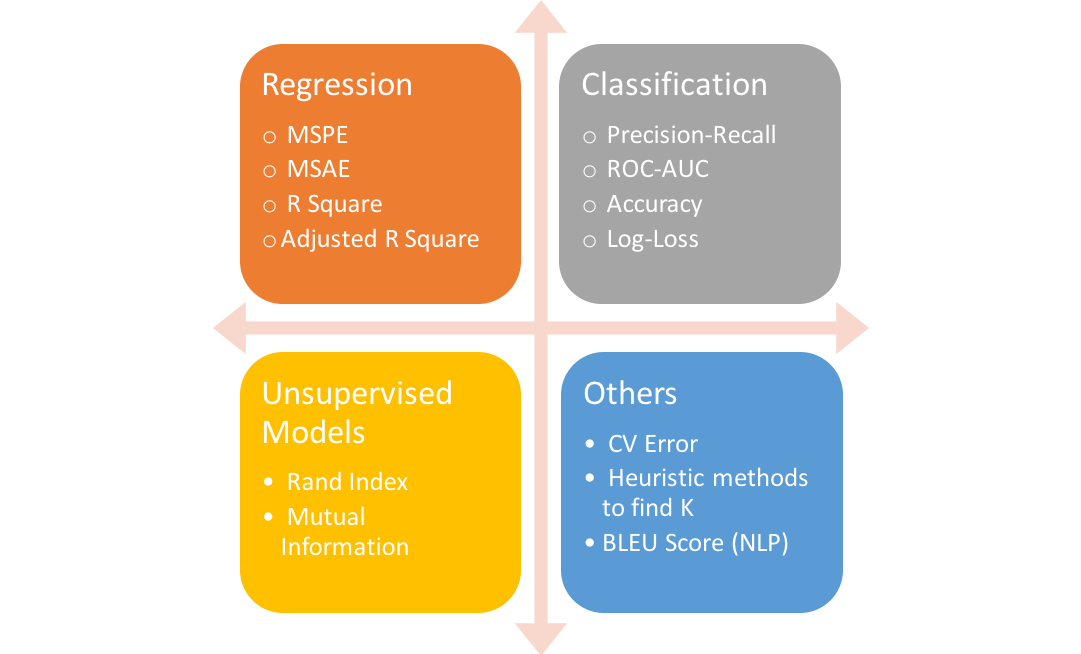 Regression
○ MSPE
○ MSAE
○ R Square
○ Adjusted R Square
Classification
○ Precision-Recall
○ ROC-AUC
○ Accuracy
○ Log-Loss
Unsupervised
Models
• Rand Index
• Mutual
Information
Others
• CV Error
• Heuristic methods
to find K
• BLEU Score (NLP)